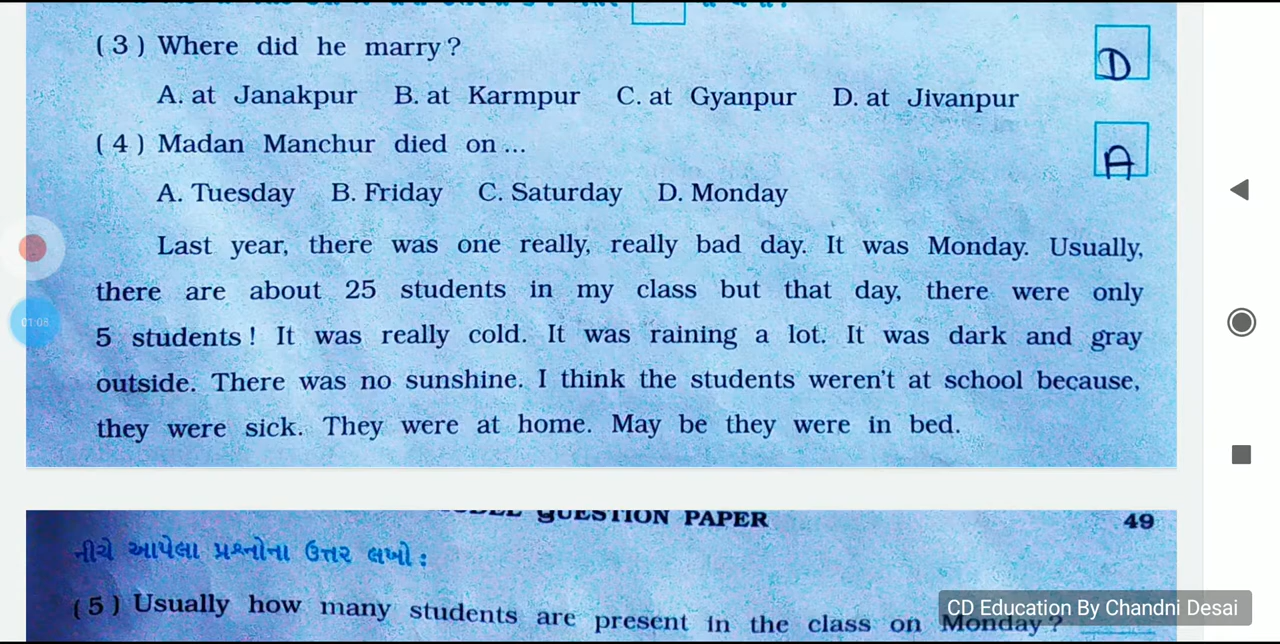 ( 3 ) Where did he marry ?
D
A. at Janakpur B. at Karmpur C. at Gyanpur D. at Jivanpur
( 4 ) Madan Manchur died on ...
A
A. Tuesday B. Friday C. Saturday D. Monday
Last year, there was one really, really bad day. It was Monday. Usually,
there are about 25 students in my class but that day, there were only
5 students ! It was really cold. It was raining a lot. It was dark and gray
outside. There was no sunshine. I think the students weren't at school because,
they were sick. They were at home. May be they were in bed.
01:08
QUESTION PAPER 49
નીચે આપેલા પ્રશ્નોના ઉત્તર લખો :
( 5 ) Usually how many students are present in the class on Monday ?
CD Education By Chandni Desai